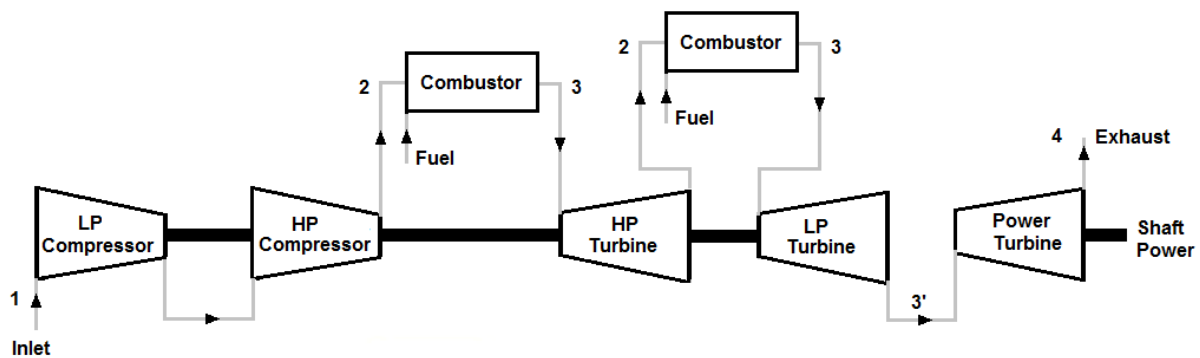 2
Combustor
3
Fuel
2
Combustor
3
Fuel
4
Exhaust
LP
Compressor
HP
Compressor
HP
Turbine
LP
Turbine
Power
Turbine
Shaft
Power
1
Inlet
3'